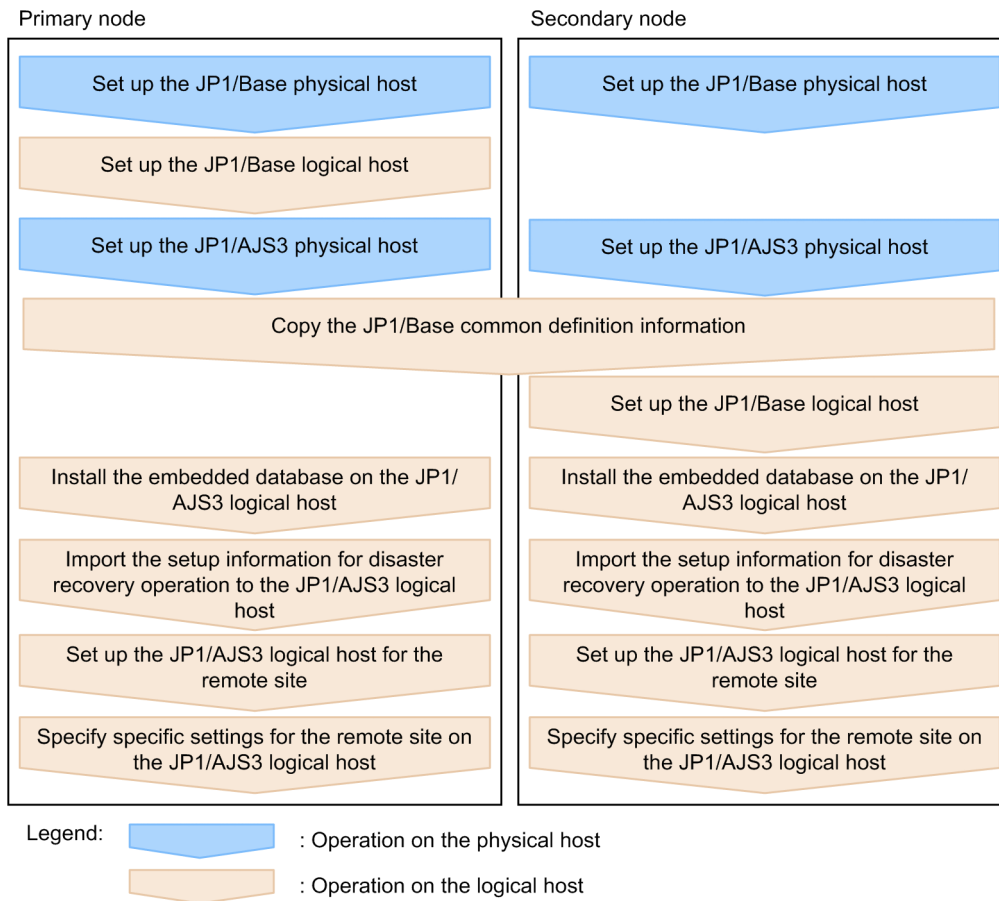 Primary node
Secondary node
Set up the JP1/Base physical host
Set up the JP1/Base physical host
Set up the JP1/Base logical host
Set up the JP1/AJS3 physical host
Set up the JP1/AJS3 physical host
Copy the JP1/Base common definition information
Set up the JP1/Base logical host
Install the embedded database on the JP1/
AJS3 logical host
Install the embedded database on the JP1/
AJS3 logical host
Import the setup information for disaster
recovery operation to the JP1/AJS3 logical
host
Import the setup information for disaster
recovery operation to the JP1/AJS3 logical
host
Set up the JP1/AJS3 logical host for the
remote site
Set up the JP1/AJS3 logical host for the
remote site
Specify specific settings for the remote site on
the JP1/AJS3 logical host
Specify specific settings for the remote site on
the JP1/AJS3 logical host
Legend:
: Operation on the physical host
: Operation on the logical host